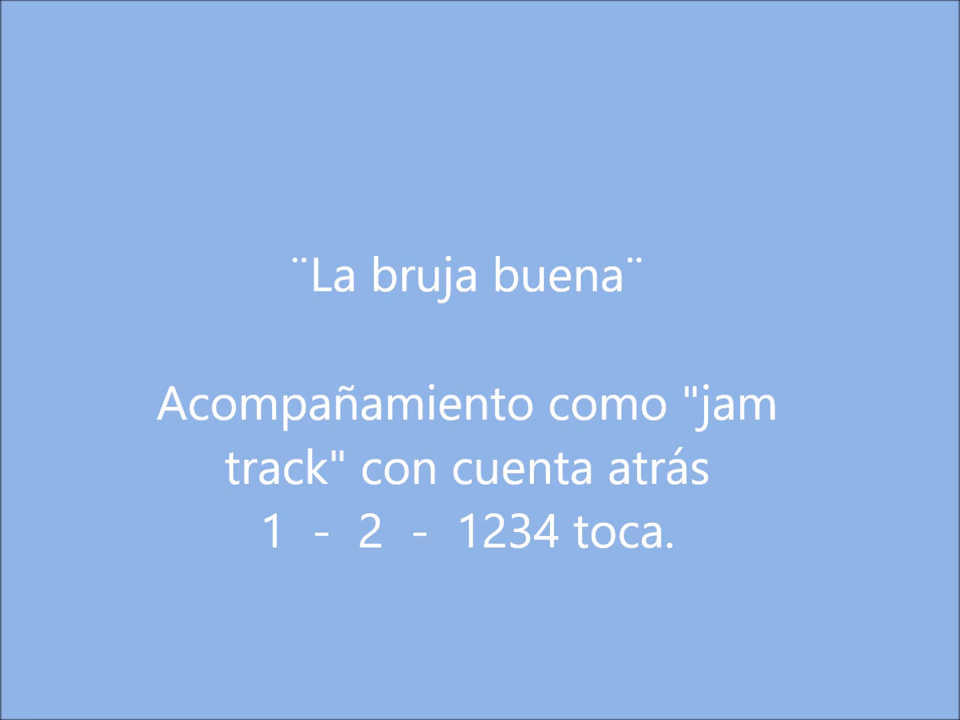 ¨La bruja buena¨
Acompañamiento como "jam
track" con cuenta atrás
1 - 2 - 1234 toca.